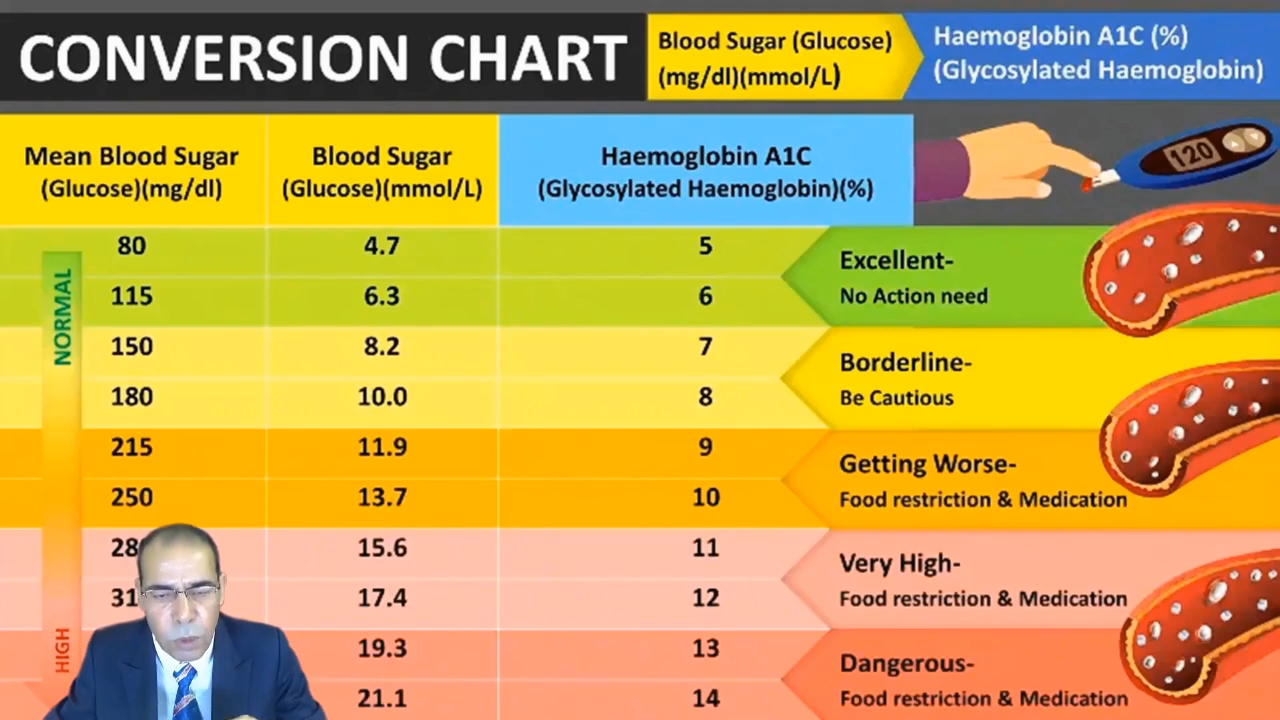 CONVERSION CHART
Blood Sugar (Glucose)
(mg/dl)(mmol/L)
Haemoglobin A1C (%)
(Glycosylated Haemoglobin)
Mean Blood Sugar
(Glucose)(mg/dl)
Blood Sugar
(Glucose)(mmol/L)
Haemoglobin A1C
(Glycosylated Haemoglobin)(%)
120
NORMAL
80 4.7 5
115 6.3 6
Excellent-
No Action need
150 8.2 7
180 10.0 8
Borderline-
Be Cautious
215 11.9 9
250 13.7 10
Getting Worse-
Food restriction & Medication
15.6 11
17.4 12
Very High-
Food restriction & Medication
HIGH
19.3 13
21.1 14
Dangerous-
Food restriction & Medication